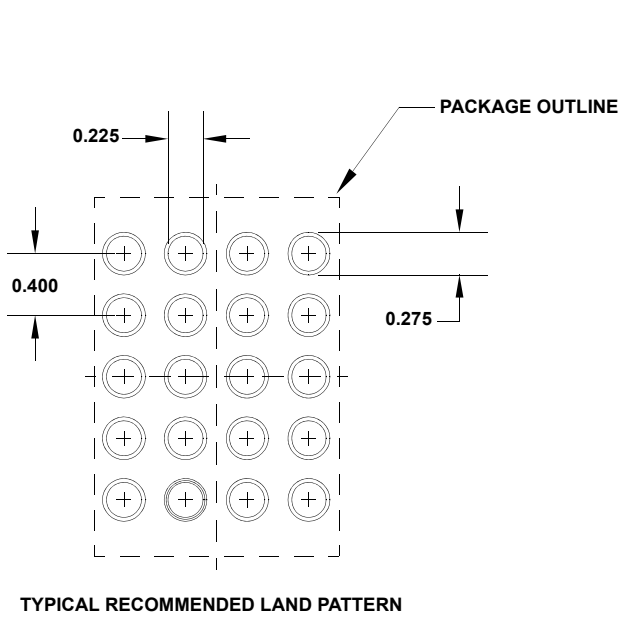 PACKAGE OUTLINE
0.225
0.400
0.275
TYPICAL RECOMMENDED LAND PATTERN